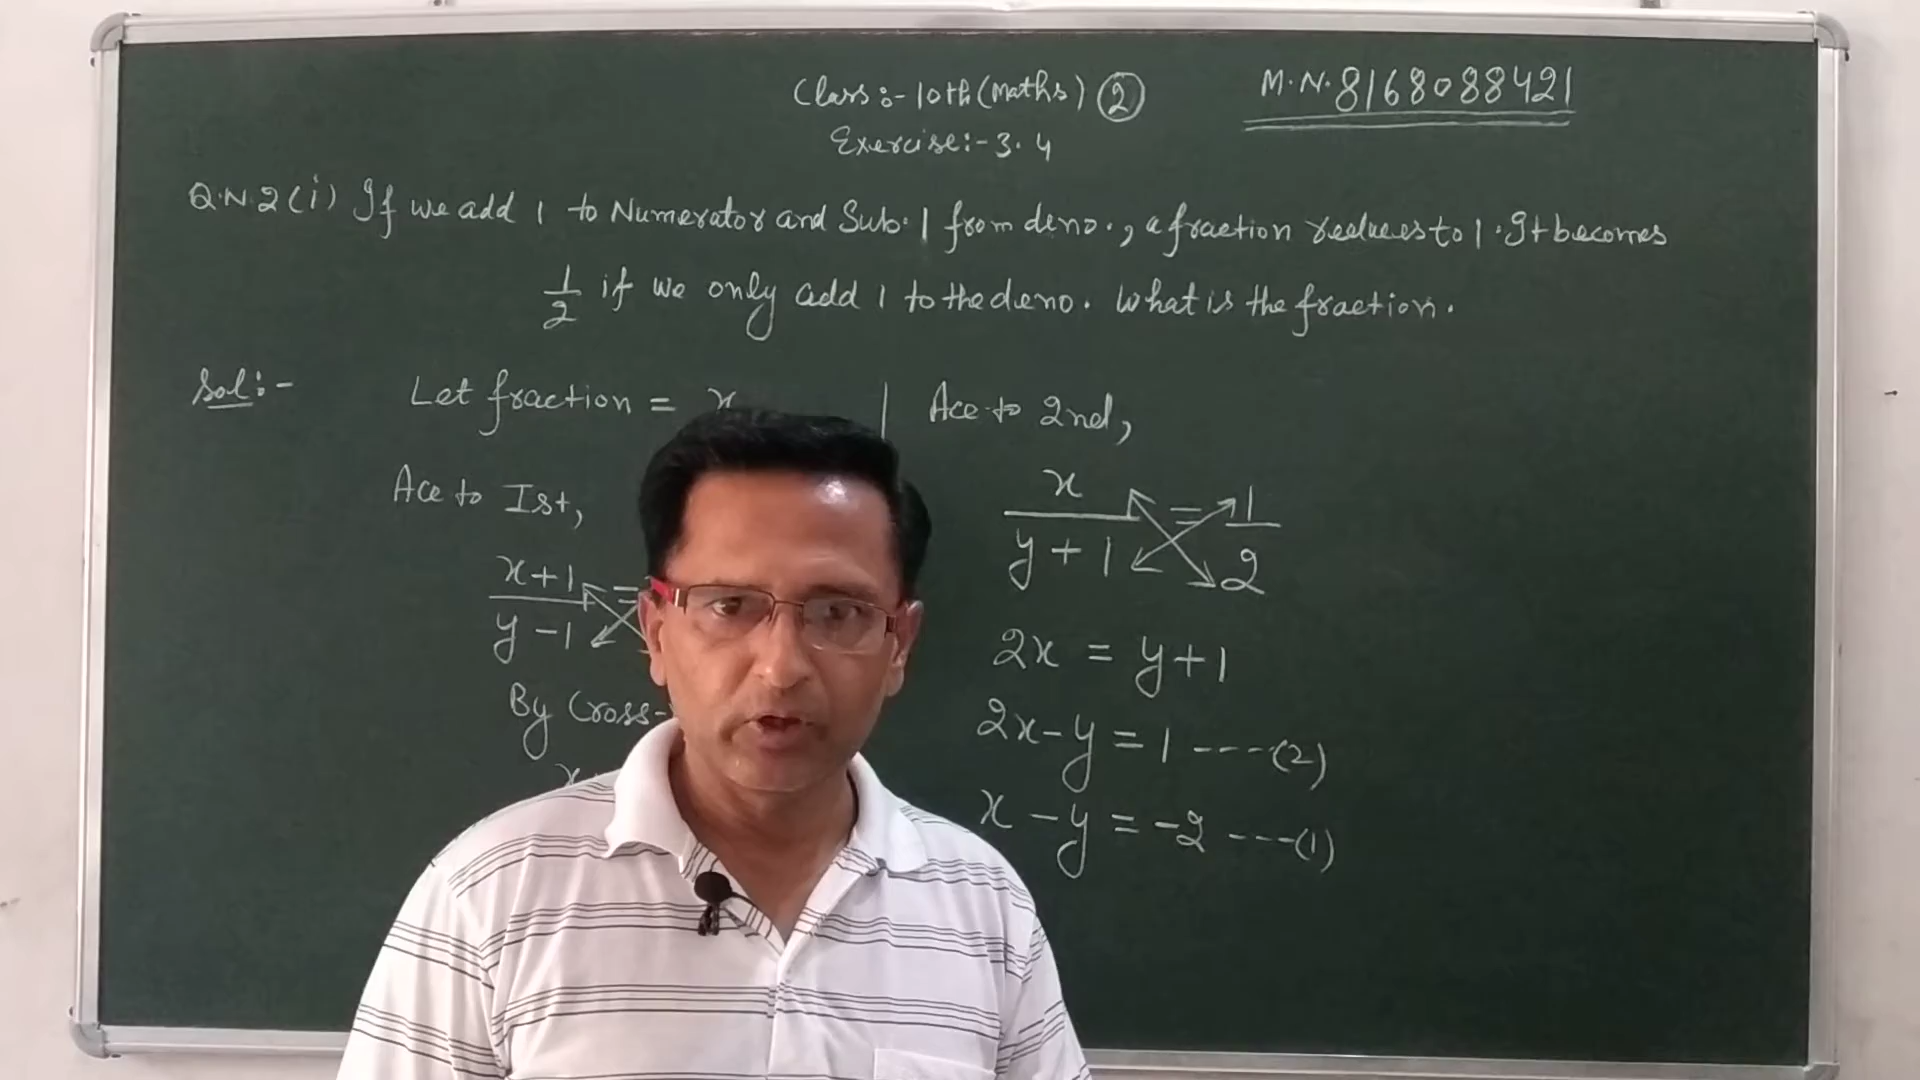 Class:- 10th (Maths) 2
M.N. 8168088421
Exercise:- 3.4
Q.N.2(i) If we add 1 to Numerator and Sub. 1 from deno., a fraction reduces to 1. It becomes
1/2 if we only add 1 to the deno. What is the fraction.
Sol:-
Let fraction = x
Acc to Ist,
x+1 =
y-1
By Cross-
x
Acc to 2nd,
x/y+1 = 1/2
2x = y+1
2x-y = 1 ----(2)
x-y = -2 ----(1)